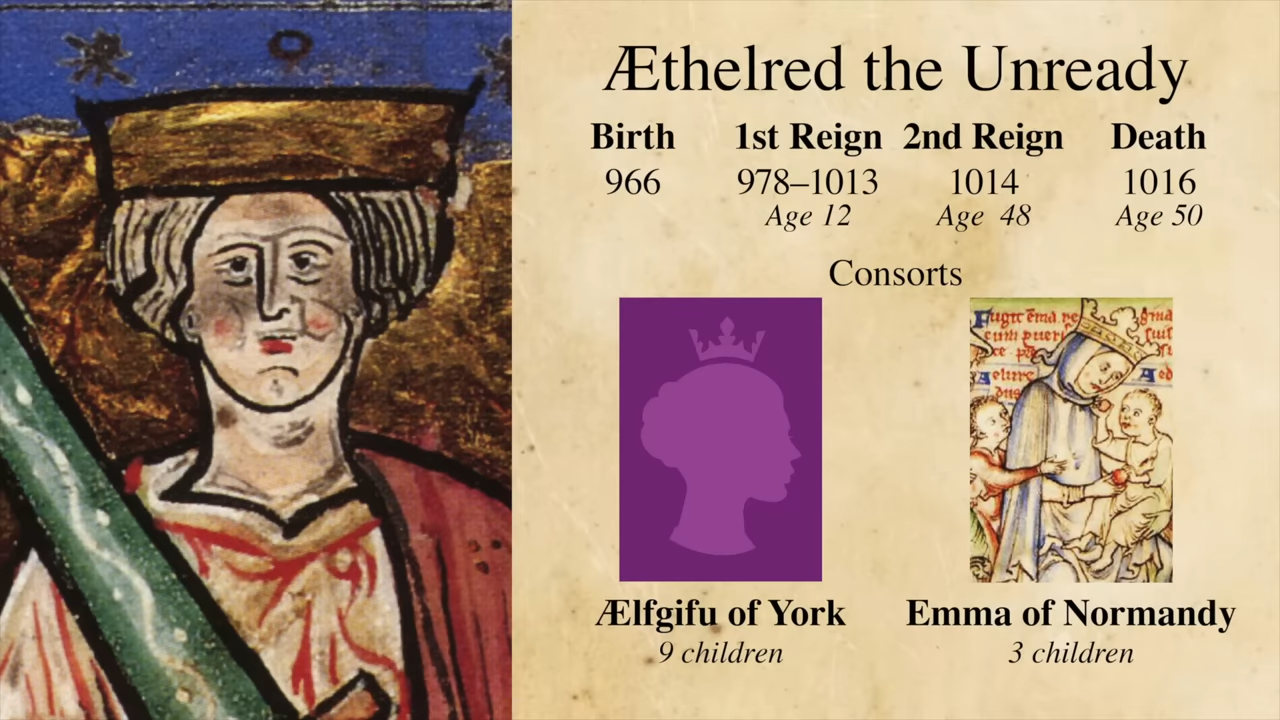 Æthelred the Unready
Birth 1st Reign 2nd Reign Death
966 978–1013 1014 1016
Age 12 Age 48 Age 50
Consorts
Ælfgifu of York Emma of Normandy
9 children 3 children